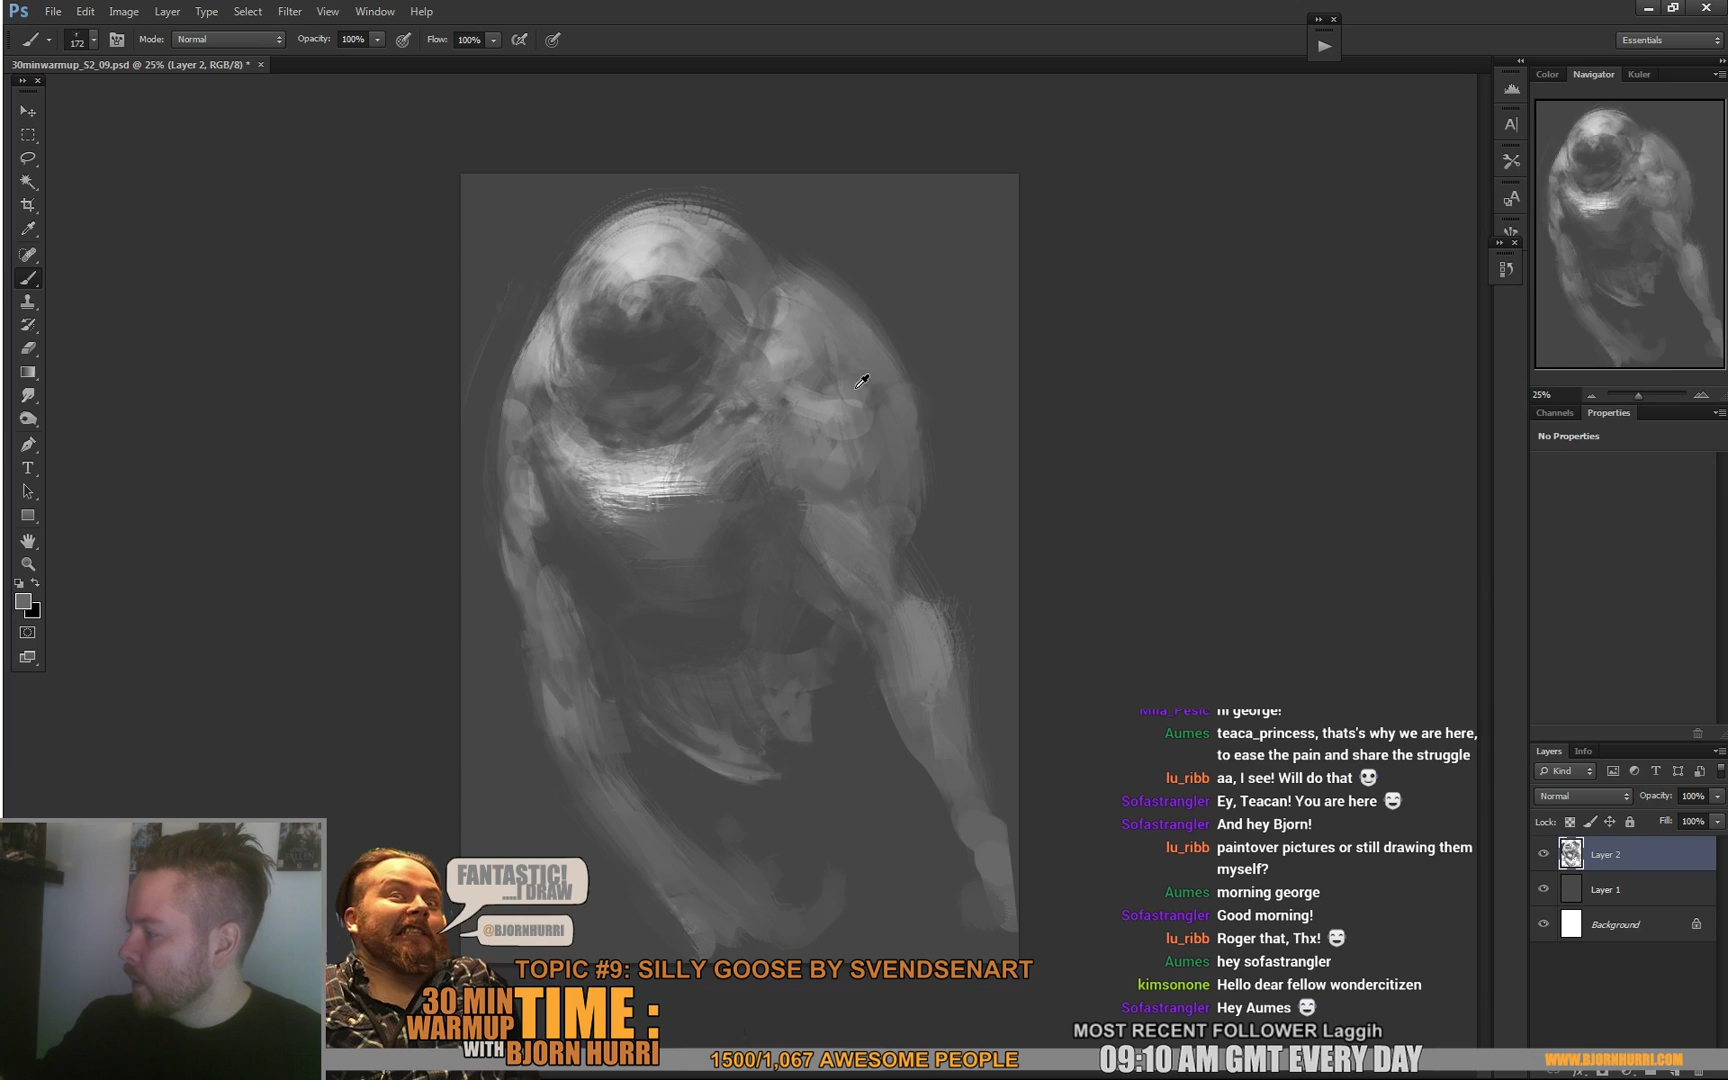 Ps File Edit Image Layer Type Select Filter View Window Help
172 Mode: Normal Opacity: 100% Flow: 100% Essentials
30minwarmup_S2_09.psd @ 25% (Layer 2, RGB/8) * ×
Color Navigator Kuler
25%
Channels Properties
No Properties
Layers Info
Kind
Normal Opacity: 100%
Lock: Fill: 100%
Layer 2
Layer 1
Background
hi george!
Aumes teaca_princess, thats's why we are here,
to ease the pain and share the struggle
lu_ribb aa, I see! Will do that
Sofastrangler Ey, Teacan! You are here
Sofastrangler And hey Bjorn!
lu_ribb paintover pictures or still drawing them
myself?
Aumes morning george
Sofastrangler Good morning!
lu_ribb Roger that, Thx!
Aumes hey sofastrangler
kimsonone Hello dear fellow wondercitizen
Sofastrangler Hey Aumes
MOST RECENT FOLLOWER Laggih
09:10 AM GMT EVERY DAY
FANTASTIC!
....I DRAW
@BJORNHURRI
TOPIC #9: SILLY GOOSE BY SVENDSENART
30 MIN
WARMUP
WITH BJORN HURRI
TIME :
1500/1,067 AWESOME PEOPLE
WWW.BJORNHURRI.COM